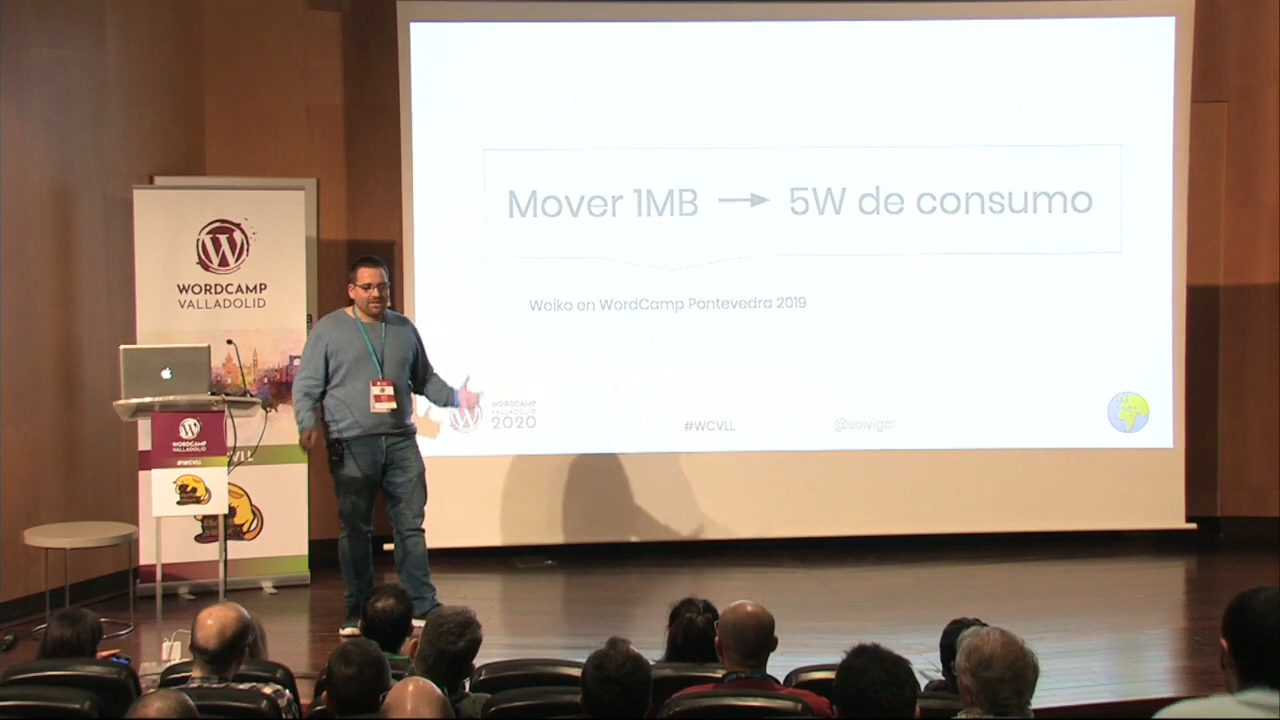 Mover 1MB → 5W de consumo
Weiko en WordCamp Pontevedra 2019
WORDCAMP
VALLADOLID
2020
#WCVLL
@solvigal
WORDCAMP
VALLADOLID
WORDCAMP
VALLADOLID
#WCVLL